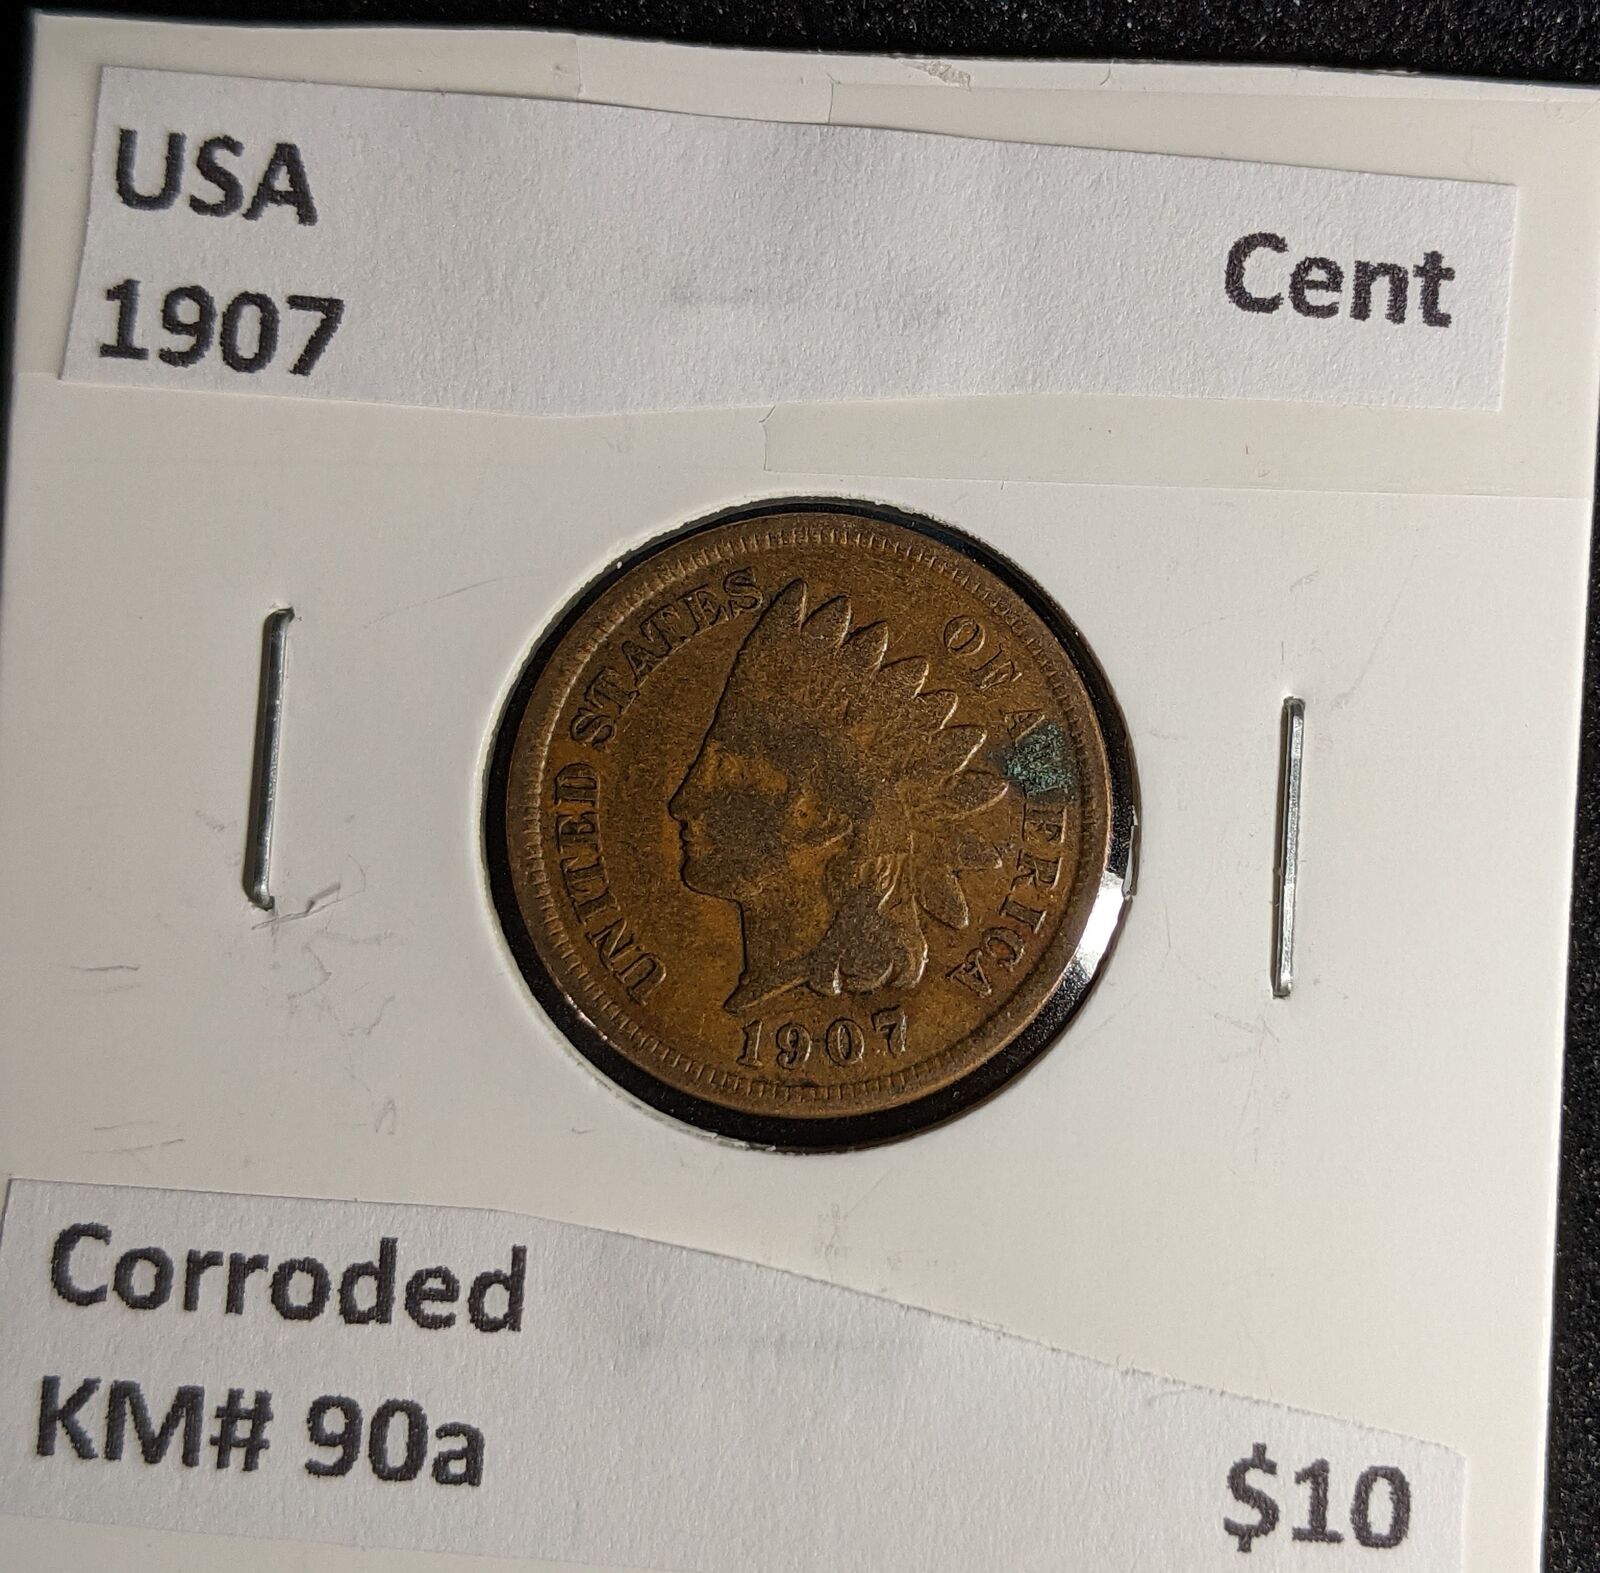 USA
1907
Cent
UNITED STATES OF AMERICA
1907
Corroded
KM# 90a
$10